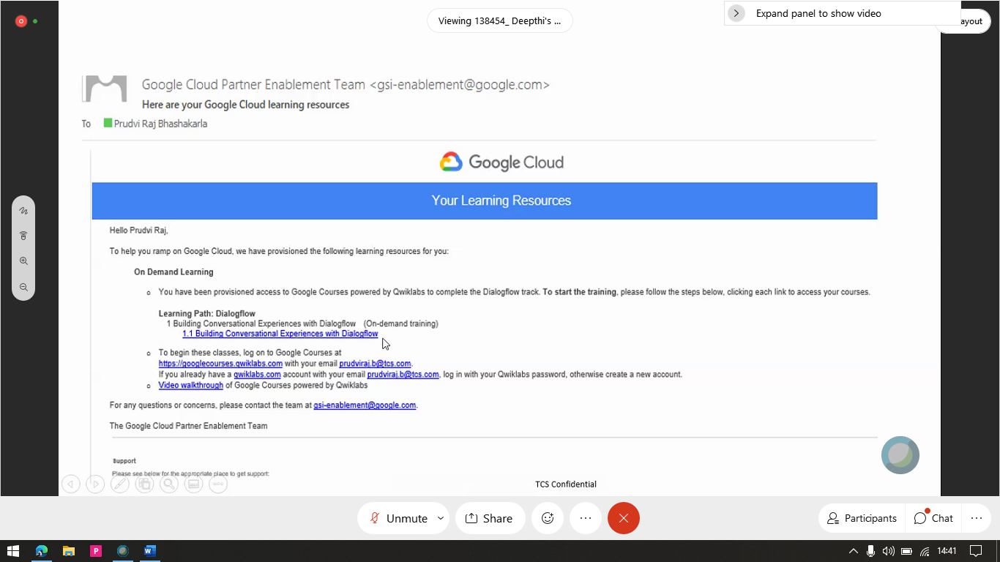 Viewing 138454_ Deepthi's ...
Expand panel to show video
ayout
Google Cloud Partner Enablement Team <gsi-enablement@google.com>
Here are your Google Cloud learning resources
To Prudvi Raj Bhashakarla
Google Cloud
Your Learning Resources
Hello Prudvi Raj,
To help you ramp on Google Cloud, we have provisioned the following learning resources for you:
On Demand Learning
o You have been provisioned access to Google Courses powered by Qwiklabs to complete the Dialogflow track. To start the training, please follow the steps below, clicking each link to access your courses.
Learning Path: Dialogflow
1 Building Conversational Experiences with Dialogflow (On-demand training)
1.1 Building Conversational Experiences with Dialogflow
o To begin these classes, log on to Google Courses at
https://googlecourses.qwiklabs.com with your email prudviraj.b@tcs.com.
If you already have a qwiklabs.com account with your email prudviraj.b@tcs.com, log in with your Qwiklabs password, otherwise create a new account.
o Video walkthrough of Google Courses powered by Qwiklabs
For any questions or concerns, please contact the team at gsi-enablement@google.com.
The Google Cloud Partner Enablement Team
Support
Please see below for the appropriate place to get support:
TCS Confidential
Unmute
Share
Participants
Chat
14:41